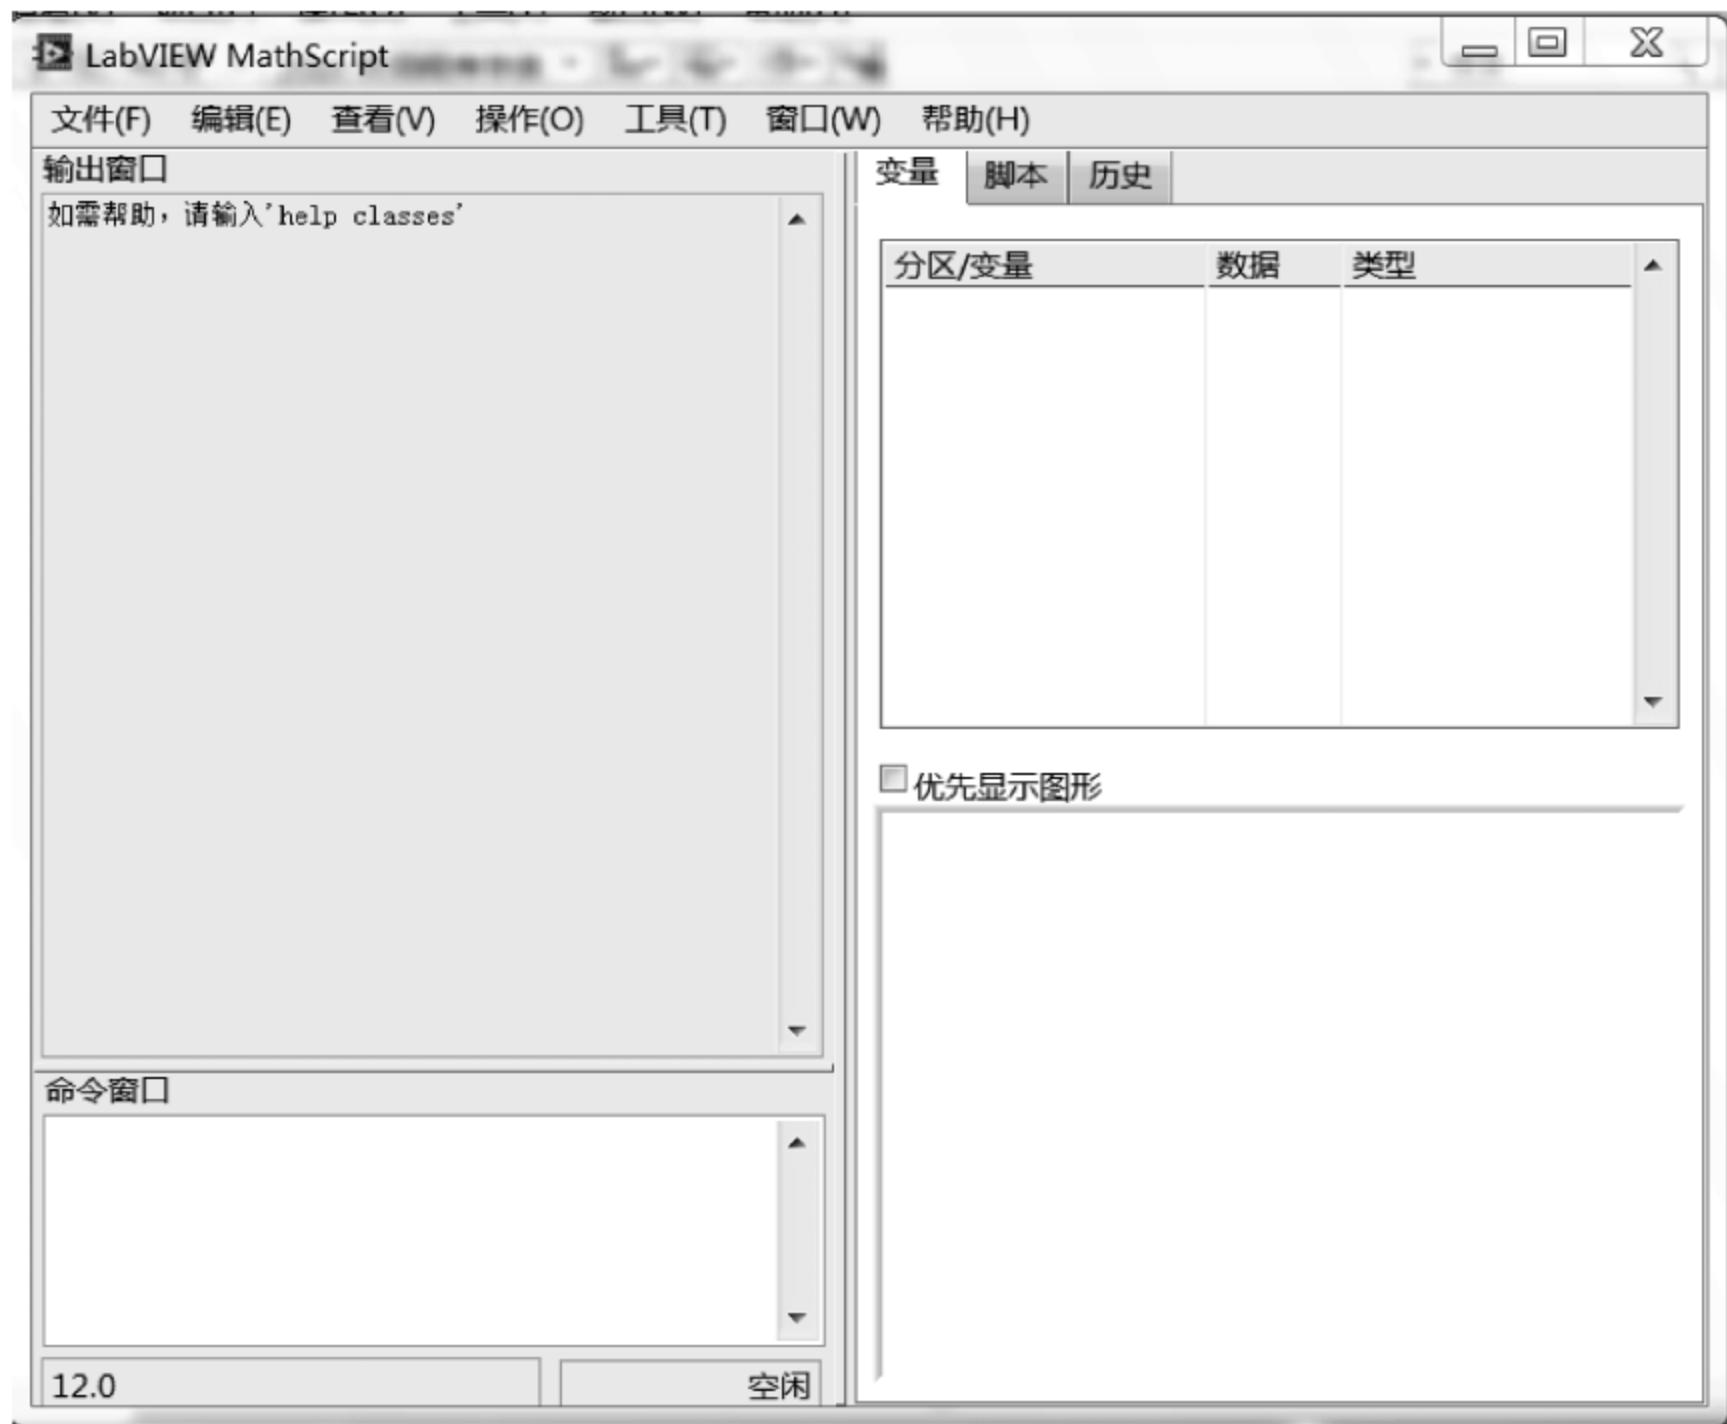 LabVIEW MathScript
文件(F) 编辑(E) 查看(V) 操作(O) 工具(T) 窗口(W) 帮助(H)
输出窗口
如需帮助，请输入'help classes'
命令窗口
12.0 空闲
变量 脚本 历史
分区/变量 数据 类型
优先显示图形